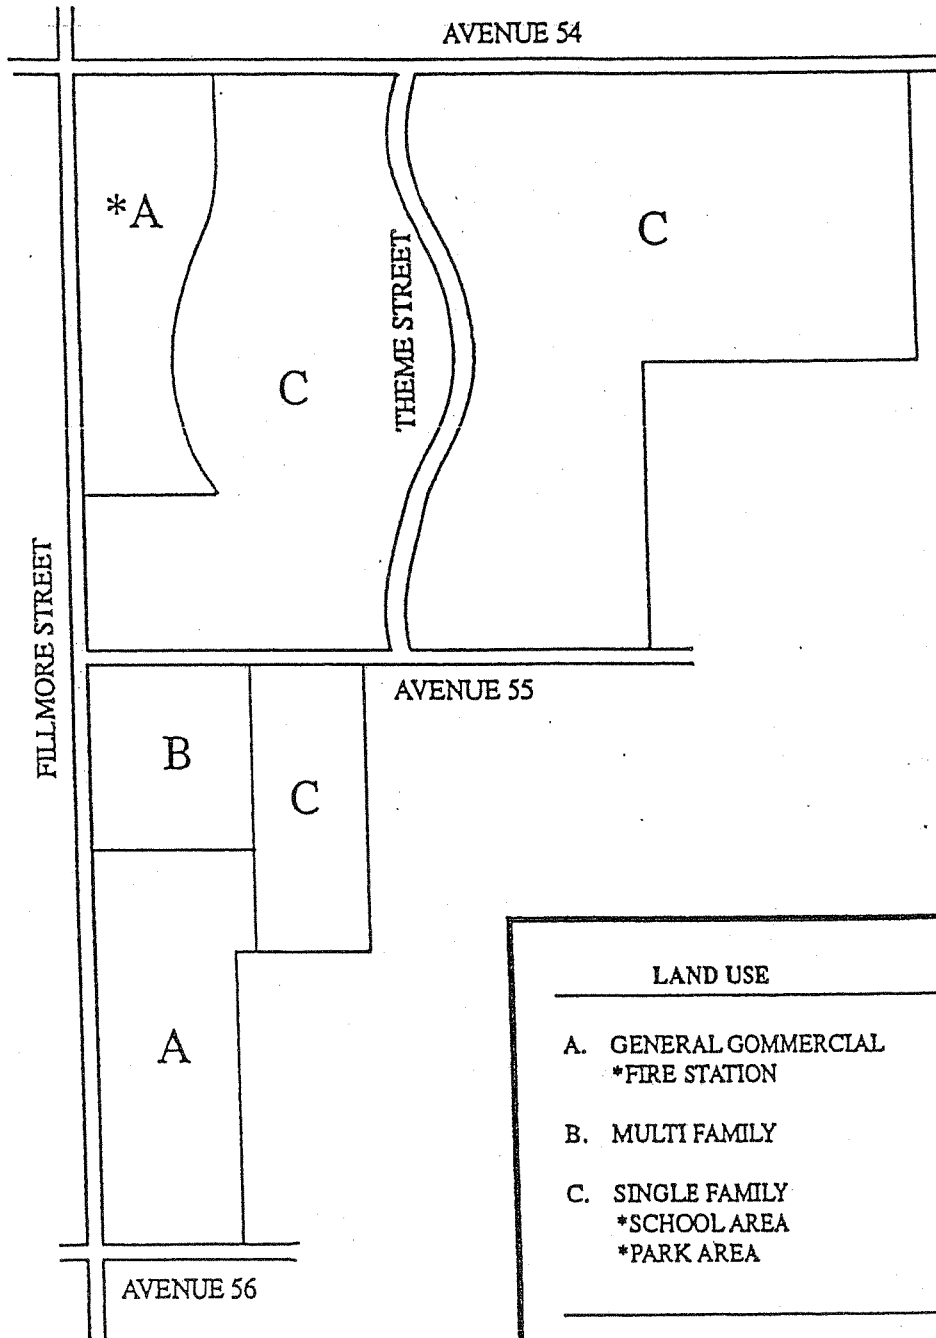 AVENUE 54
*A
C
THEME STREET
C
FILLMORE STREET
AVENUE 55
B
C
A
LAND USE
A. GENERAL GOMMERCIAL
*FIRE STATION
B. MULTI FAMILY
C. SINGLE FAMILY
*SCHOOL AREA
*PARK AREA
AVENUE 56